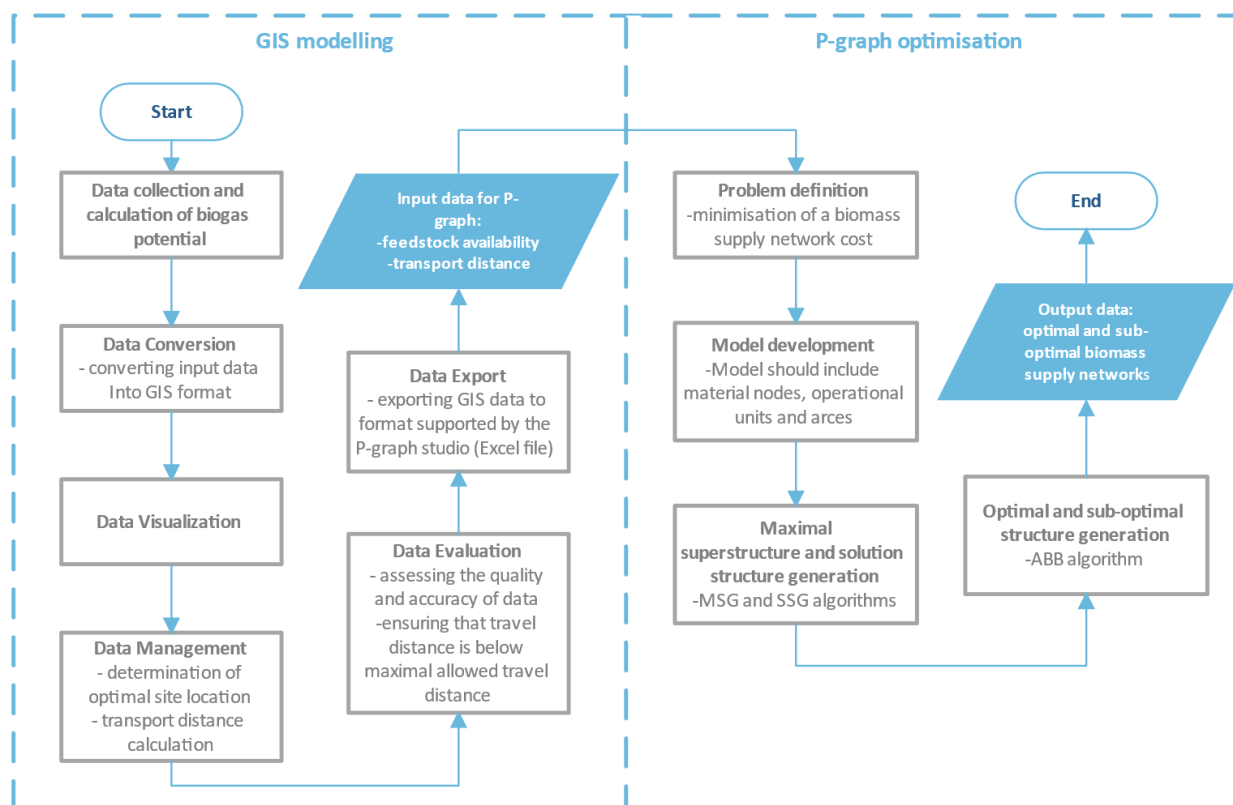 GIS modelling
Start
Data collection and
calculation of biogas
potential
Data Conversion
- converting input data
Into GIS format
Data Visualization
Data Management
- determination of
optimal site location
- transport distance
calculation
Input data for P-
graph:
-feedstock availability
-transport distance
Data Export
- exporting GIS data to
format supported by the
P-graph studio (Excel file)
Data Evaluation
- assessing the quality
and accuracy of data
-ensuring that travel
distance is below
maximal allowed travel
distance
P-graph optimisation
Problem definition
-minimisation of a biomass
supply network cost
Model development
-Model should include
material nodes, operational
units and arces
Maximal
superstructure and solution
structure generation
-MSG and SSG algorithms
End
Output data:
optimal and sub-
optimal biomass
supply networks
Optimal and sub-optimal
structure generation
-ABB algorithm